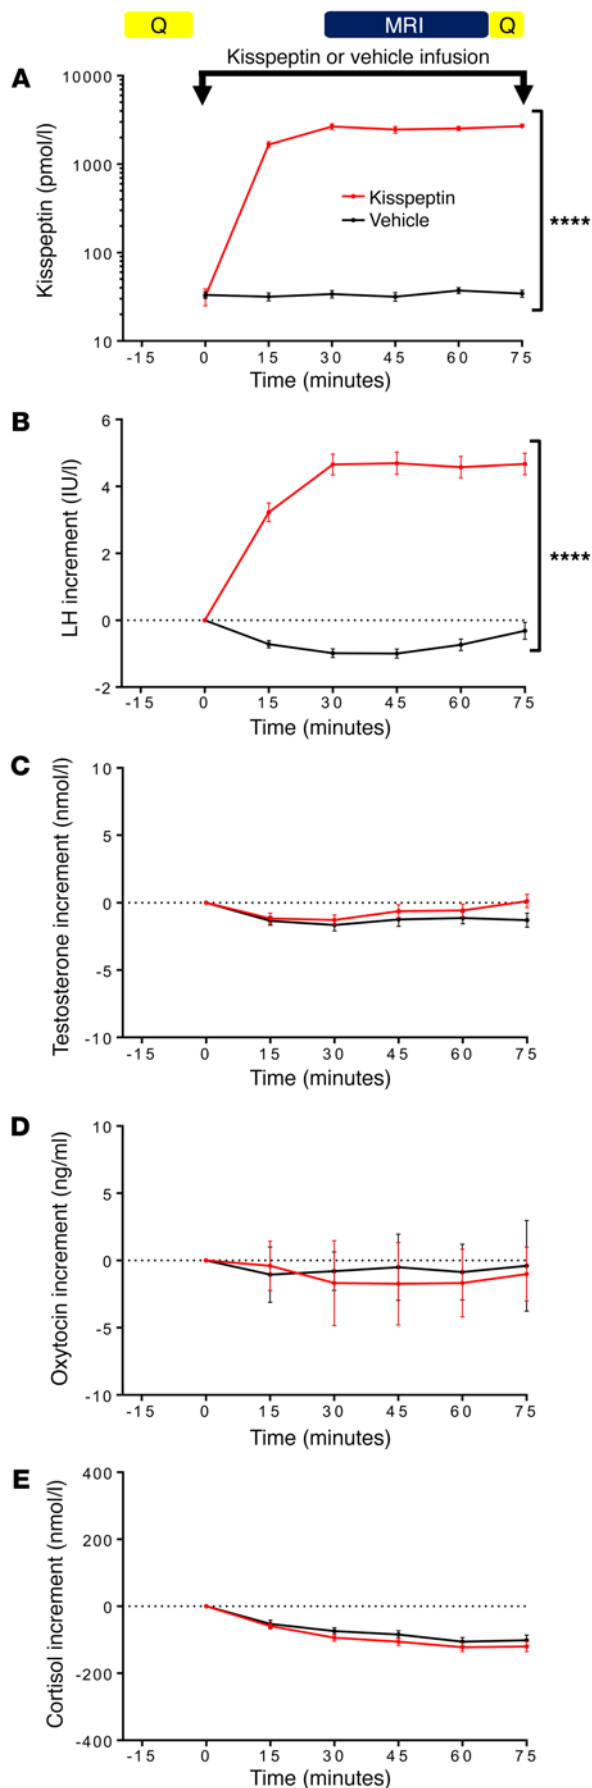 Q MRI Q
Kisspeptin or vehicle infusion
A
Kisspeptin (pmol/l)
10000
1000
100
10
Kisspeptin
Vehicle
****
-15 0 15 30 45 60 75
Time (minutes)
B
LH increment (IU/l)
6
4
2
0
-2
****
-15 0 15 30 45 60 75
Time (minutes)
C
Testosterone increment (nmol/l)
10
5
0
-5
-10
-15 0 15 30 45 60 75
Time (minutes)
D
Oxytocin increment (ng/ml)
10
5
0
-5
-10
-15 0 15 30 45 60 75
Time (minutes)
E
Cortisol increment (nmol/l)
400
200
0
-200
-400
-15 0 15 30 45 60 75
Time (minutes)